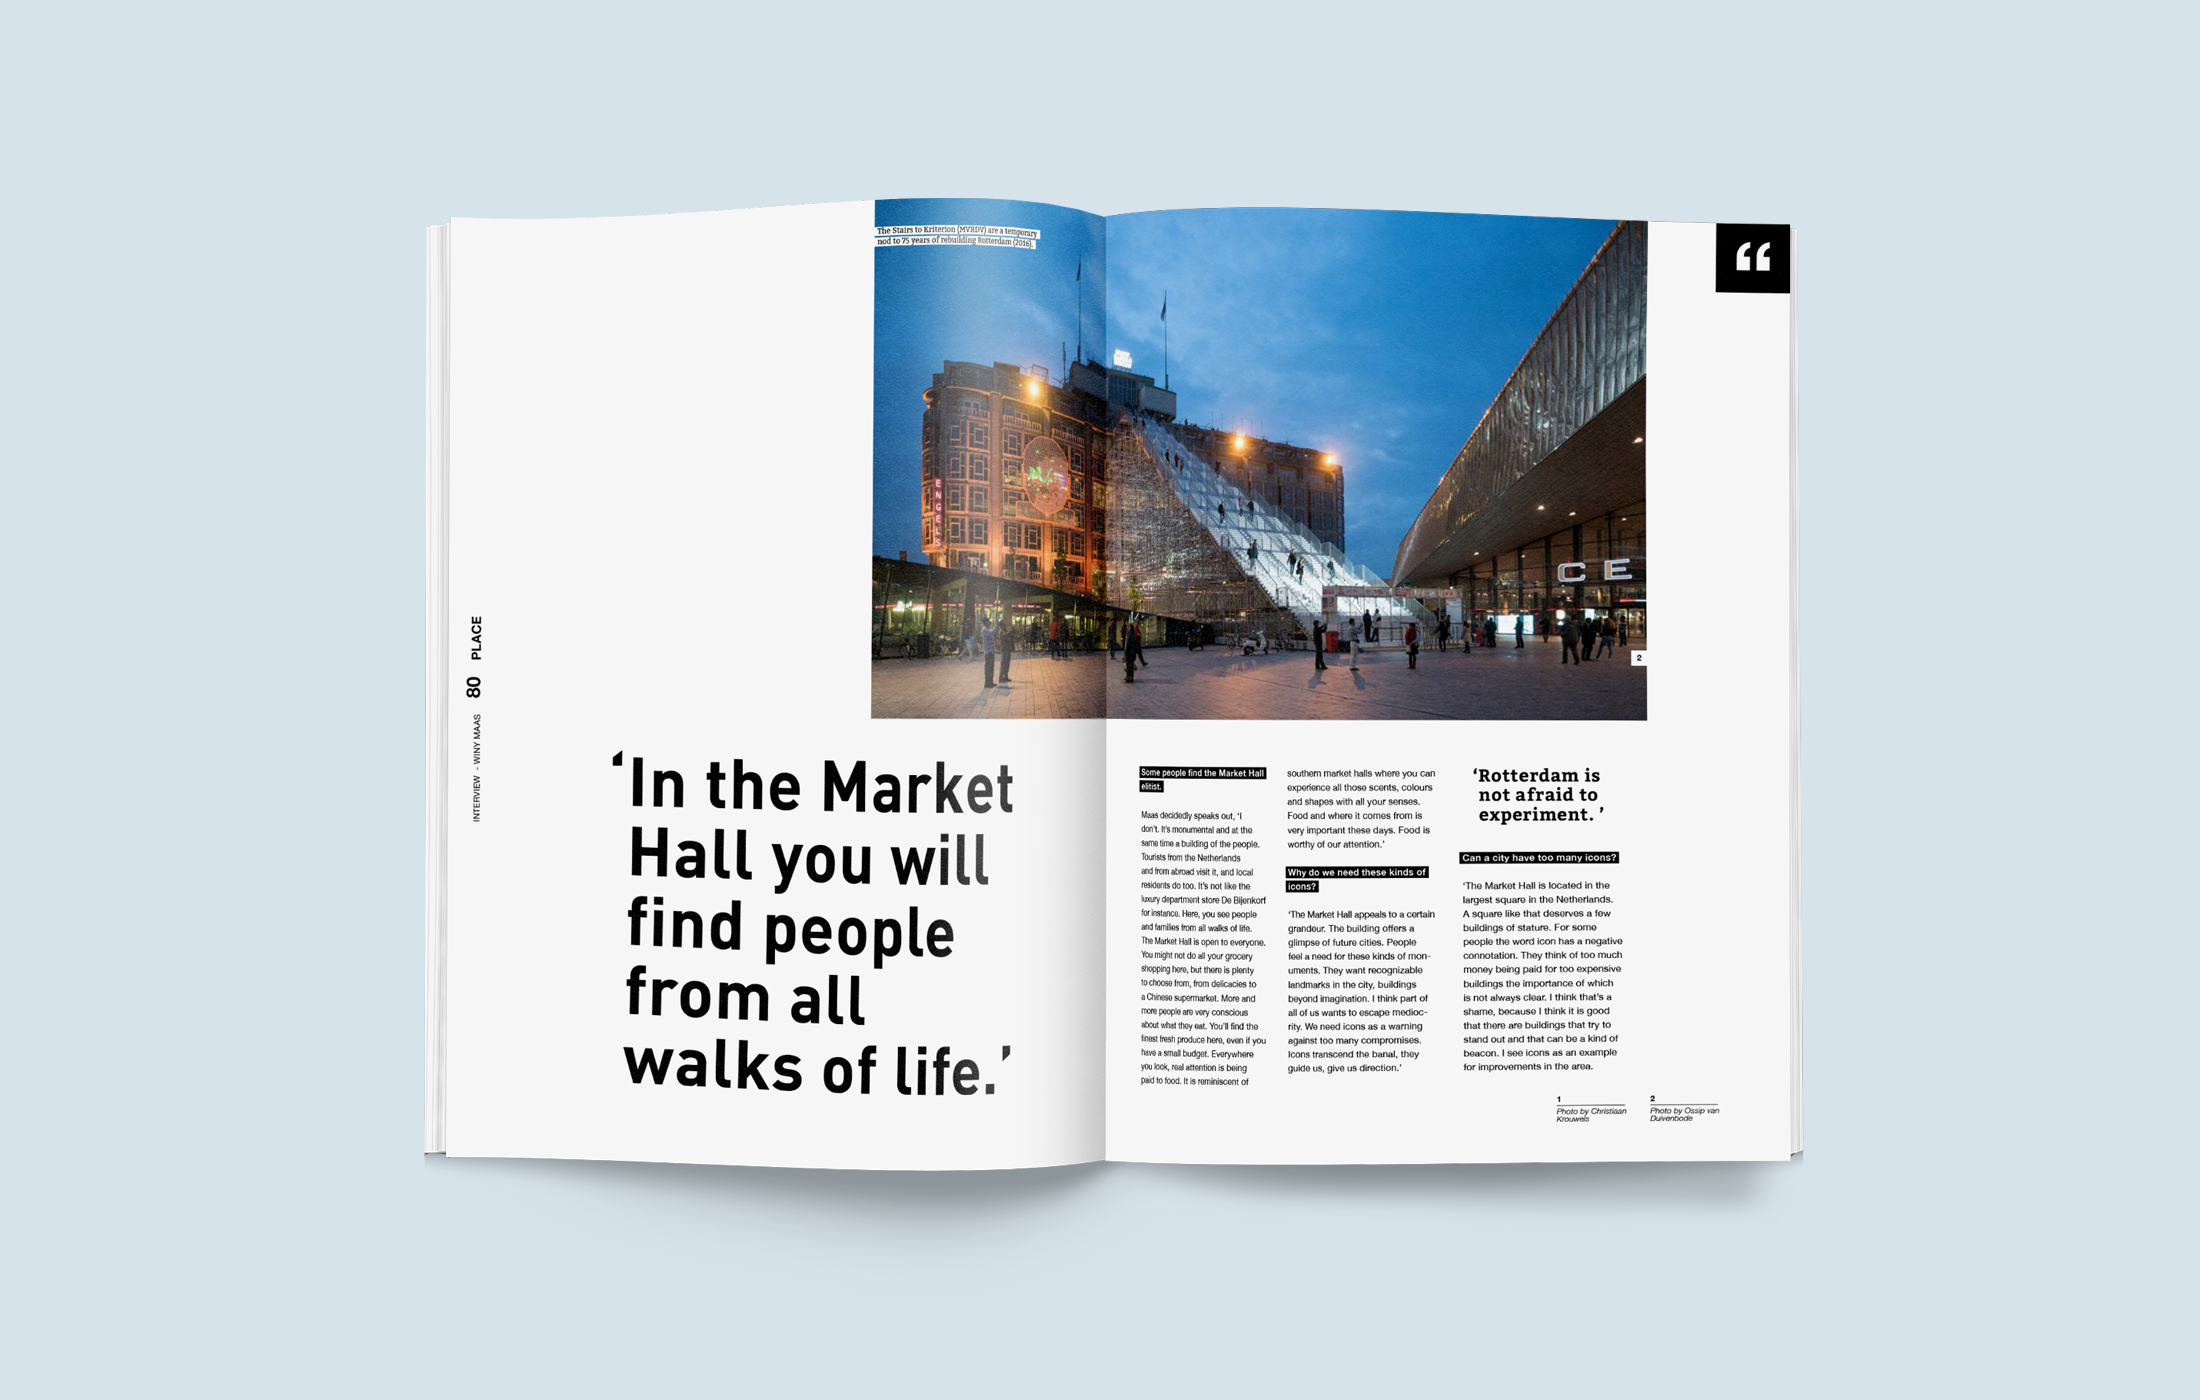 The Stairs to Kriterion (MVRDV) are a temporary
nod to 75 years of rebuilding Rotterdam (2016).
“
ENGELS
C E
2
INTERVIEW - WINY MAAS 80 PLACE
‘In the Market
Hall you will
find people
from all
walks of life.’
Some people find the Market Hall
elitist.
Maas decidedly speaks out, ‘I
don’t. It’s monumental and at the
same time a building of the people.
Tourists from the Netherlands
and from abroad visit it, and local
residents do too. It’s not like the
luxury department store De Bijenkorf
for instance. Here, you see people
and families from all walks of life.
The Market Hall is open to everyone.
You might not do all your grocery
shopping here, but there is plenty
to choose from, from delicacies to
a Chinese supermarket. More and
more people are very conscious
about what they eat. You’ll find the
finest fresh produce here, even if you
have a small budget. Everywhere
you look, real attention is being
paid to food. It is reminiscent of
southern market halls where you can
experience all those scents, colours
and shapes with all your senses.
Food and where it comes from is
very important these days. Food is
worthy of our attention.’
Why do we need these kinds of
icons?
‘The Market Hall appeals to a certain
grandeur. The building offers a
glimpse of future cities. People
feel a need for these kinds of mon-
uments. They want recognizable
landmarks in the city, buildings
beyond imagination. I think part of
all of us wants to escape medioc-
rity. We need icons as a warning
against too many compromises.
Icons transcend the banal, they
guide us, give us direction.’
‘Rotterdam is
not afraid to
experiment. ’
Can a city have too many icons?
‘The Market Hall is located in the
largest square in the Netherlands.
A square like that deserves a few
buildings of stature. For some
people the word icon has a negative
connotation. They think of too much
money being paid for too expensive
buildings the importance of which
is not always clear. I think that’s a
shame, because I think it is good
that there are buildings that try to
stand out and that can be a kind of
beacon. I see icons as an example
for improvements in the area.
1
Photo by Christiaan
Krouwels
2
Photo by Ossip van
Duivenbode